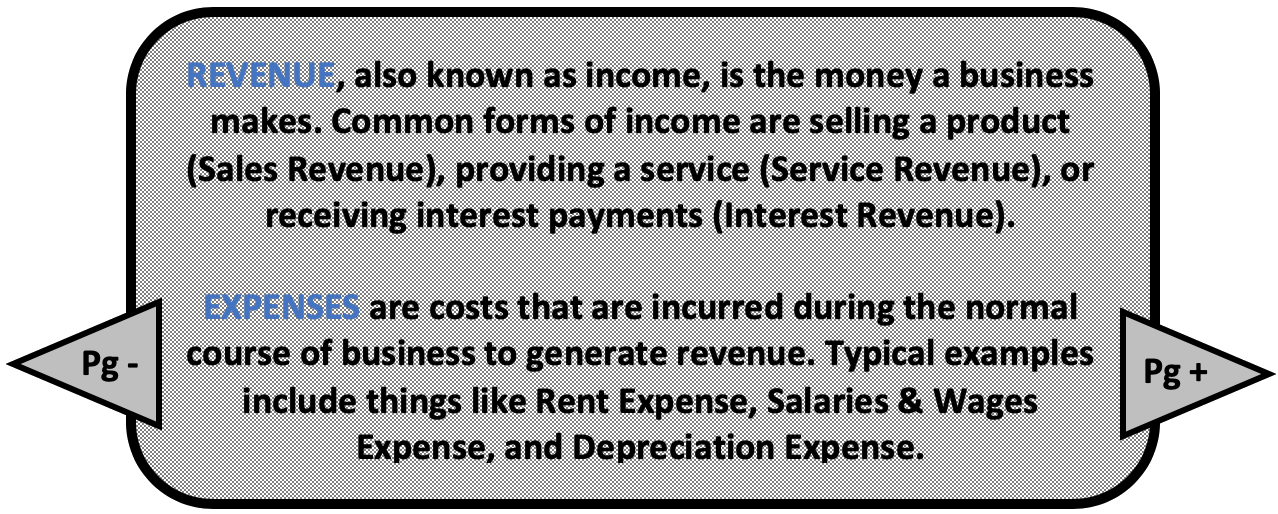 REVENUE, also known as income, is the money a business
makes. Common forms of income are selling a product
(Sales Revenue), providing a service (Service Revenue), or
receiving interest payments (Interest Revenue).
EXPENSES are costs that are incurred during the normal
course of business to generate revenue. Typical examples
include things like Rent Expense, Salaries & Wages
Expense, and Depreciation Expense.
Pg -
Pg +